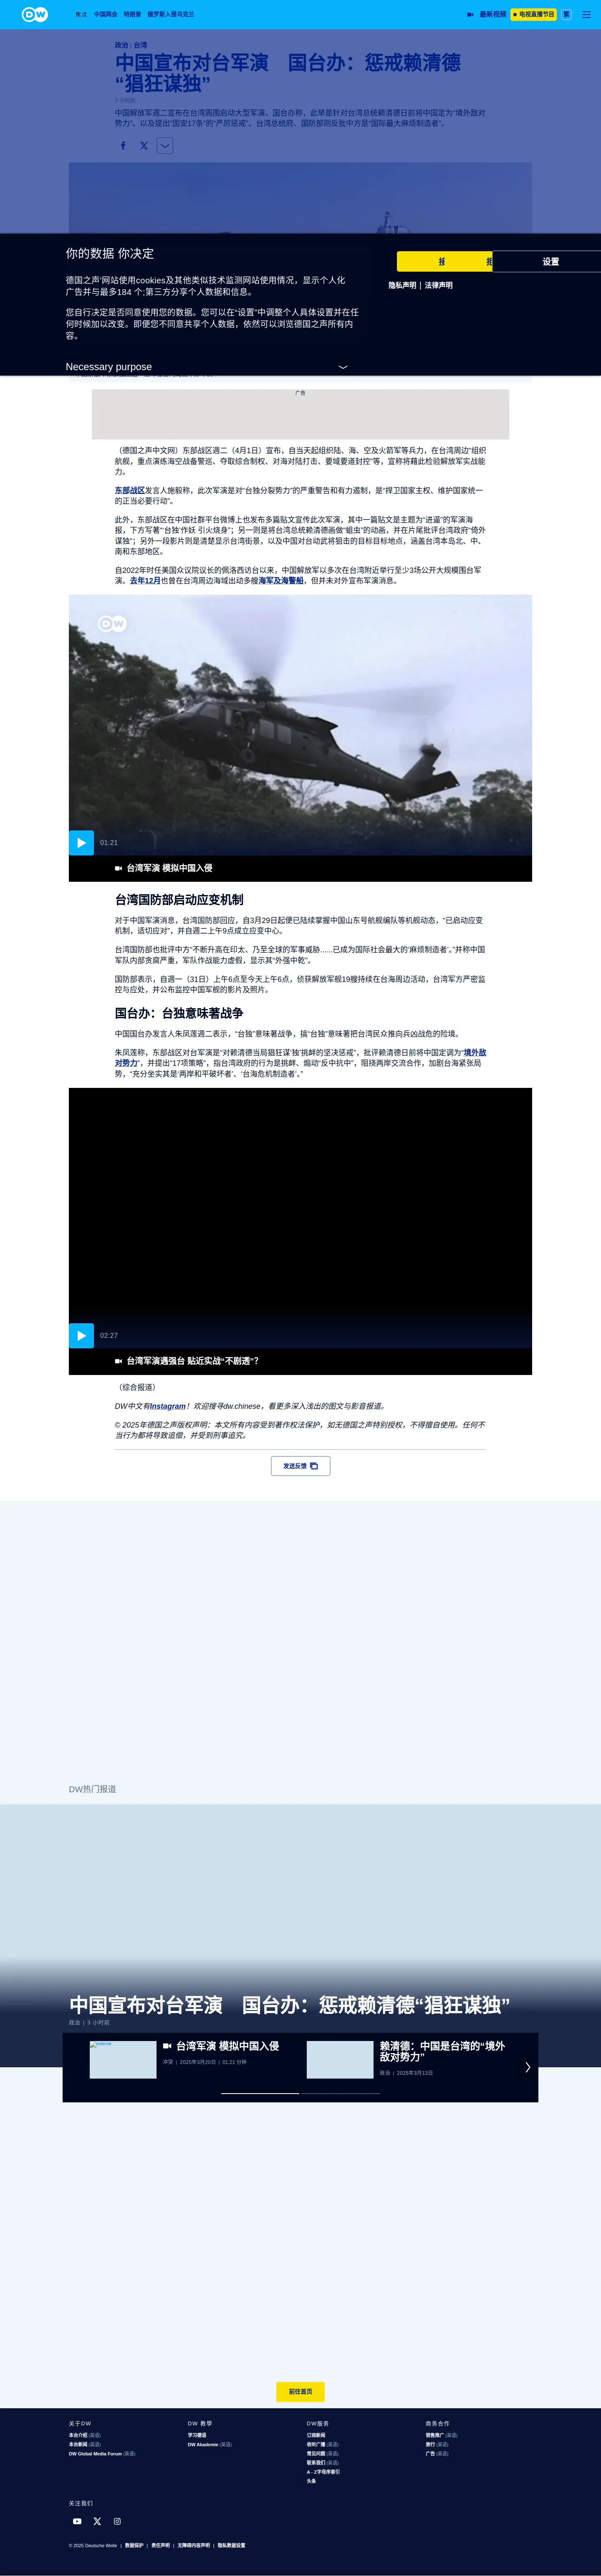 DW
焦点 中国两会 特朗普 俄罗斯入侵乌克兰
最新视频
电视直播节目
繁
政治 | 台湾
中国宣布对台军演 国台办：惩戒赖清德
“猖狂谋独”
3 小时前
中国解放军週二宣布在台湾周围启动大型军演。国台办称，此举是针对台湾总统赖清德日前将中国定为“境外敌对
势力”、以及提出“国安17条”的“严厉惩戒”。台湾总统府、国防部则反批中方是“国际最大麻烦制造者”。
你的数据 你决定
设置
隐私声明 | 法律声明
德国之声‘网站使用cookies及其他类似技术监测网站使用情况，显示个人化
广告并与最多184 个;第三方分享个人数据和信息。
您自行决定是否同意使用您的数据。您可以在“设置”中调整个人具体设置并在任
何时候加以改变。即便您不同意共享个人数据，依然可以浏览德国之声所有内
容。
Necessary purpose
广告
（德国之声中文网）东部战区週二（4月1日）宣布，自当天起组织陆、海、空及火箭军等兵力，在台湾周边“组织
航舰，重点演练海空战备警巡、夺取综合制权、对海对陆打击、要域要道封控”等，宣称将藉此检验解放军实战能
力。
东部战区发言人施毅称，此次军演是对“台独分裂势力”的严重警告和有力遏制，是“捍卫国家主权、维护国家统一
的正当必要行动”。
此外，东部战区在中国社群平台微博上也发布多篇贴文宣传此次军演，其中一篇贴文是主题为“进逼”的军演海
报，下方写著“‘台独’作妖 引火烧身”；另一则是将台湾总统赖清德画做“蛆虫”的动画，并在片尾批评台湾政府“倚外
谋独”；另外一段影片则是清楚显示台湾街景，以及中国对台动武将狙击的目标目标地点，涵盖台湾本岛北、中、
南和东部地区。
自2022年时任美国众议院议长的佩洛西访台以来，中国解放军以多次在台湾附近举行至少3场公开大规模围台军
演。去年12月也曾在台湾周边海域出动多艘海军及海警船，但并未对外宣布军演消息。
DW
01:21
台湾军演 模拟中国入侵
台湾国防部启动应变机制
对于中国军演消息，台湾国防部回应，自3月29日起便已陆续掌握中国山东号航舰编队等机舰动态，“已启动应变
机制，适切应对”，并自週二上午9点成立应变中心。
台湾国防部也批评中方“不断升高在印太、乃至全球的军事威胁......已成为国际社会最大的‘麻烦制造者’。”并称中国
军队内部贪腐严重，军队作战能力虚假，显示其“外强中乾”。
国防部表示，自週一（31日）上午6点至今天上午6点，侦获解放军舰19艘持续在台海周边活动，台湾军方严密监
控与应处，并公布监控中国军舰的影片及照片。
国台办：台独意味著战争
中国国台办发言人朱凤莲週二表示，“台独”意味著战争，搞“台独”意味著把台湾民众推向兵凶战危的险境。
朱凤莲称，东部战区对台军演是“对赖清德当局猖狂谋‘独’挑衅的坚决惩戒”，批评赖清德日前将中国定调为“境外敌
对势力”，并提出“17项策略”，指台湾政府的行为是挑衅、煽动“反中抗中”，阻挠两岸交流合作，加剧台海紧张局
势，“充分坐实其是‘两岸和平破坏者’、‘台海危机制造者’。”
02:27
台湾军演遇强台 贴近实战“不剧透”？
（综合报道）
DW中文有Instagram！欢迎搜寻dw.chinese，看更多深入浅出的图文与影音报道。
© 2025年德国之声版权声明：本文所有内容受到著作权法保护，如无德国之声特别授权，不得擅自使用。任何不
当行为都将导致追偿，并受到刑事追究。
发送反馈
DW热门报道
中国宣布对台军演 国台办：惩戒赖清德“猖狂谋独”
政治 | 3 小时前
台湾军演 模拟中国入侵
冲突 | 2025年3月20日 | 01:21 分钟
赖清德：中国是台湾的“境外
敌对势力”
政治 | 2025年3月13日
前往首页
关于DW
本台介绍 (英语)
本台新闻 (英语)
DW Global Media Forum (英语)
DW 教学
学习德语
DW Akademie (英语)
DW服务
订阅新闻
收听广播 (英语)
常见问题 (英语)
联系我们 (英语)
A - Z字母序索引
头条
商务合作
销售推广 (英语)
旅行 (英语)
广告 (英语)
关注我们
© 2025 Deutsche Welle | 数据保护 | 责任声明 | 无障碍内容声明 | 隐私数据设置